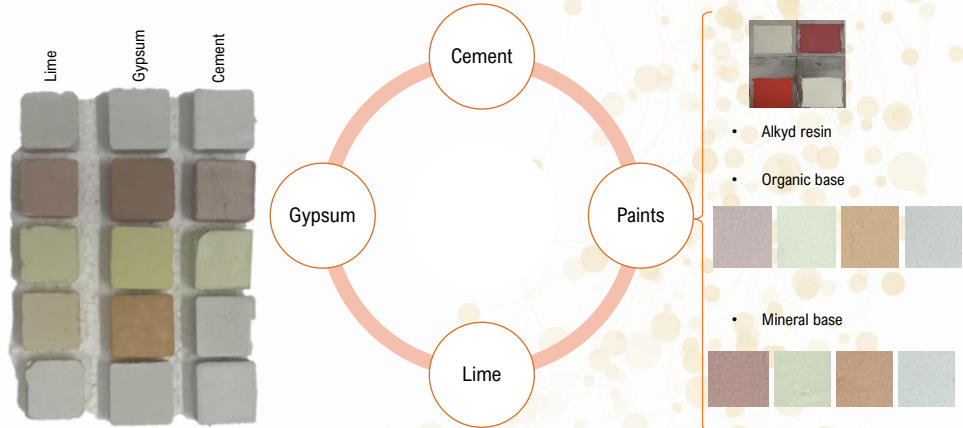 Lime
Gypsum
Cement
Cement
Gypsum
Paints
Lime
• Alkyd resin
• Organic base
• Mineral base